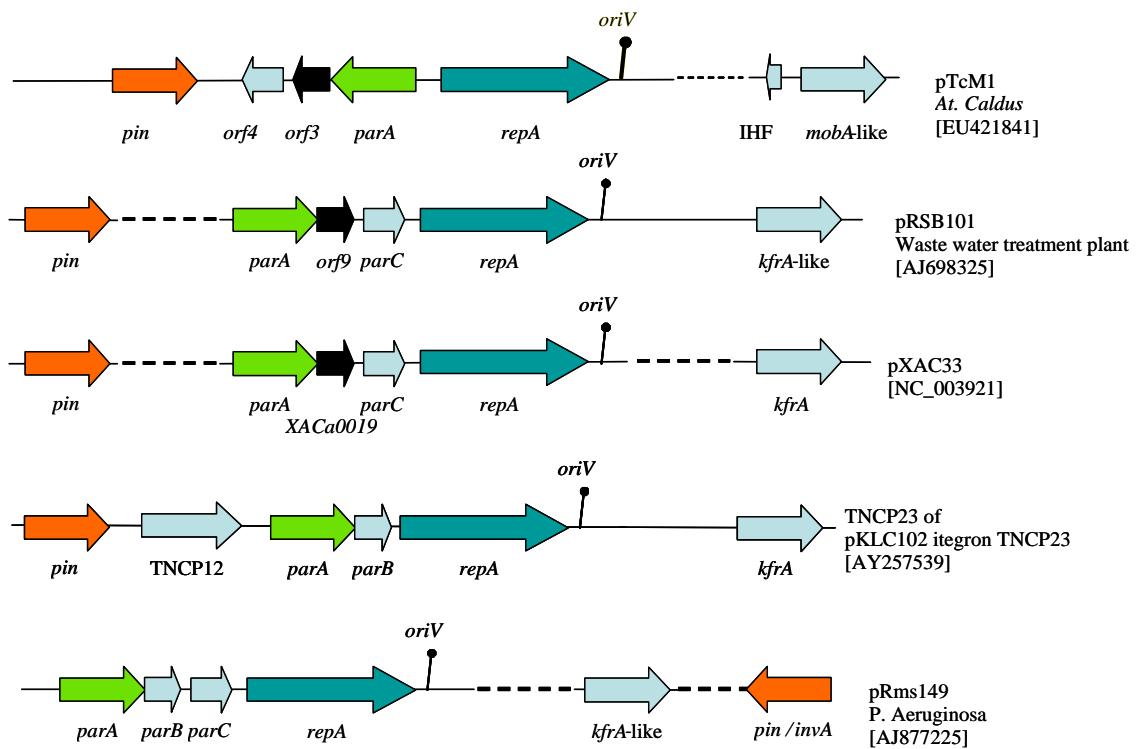 oriV
pin orf4 orf3 parA repA IHF mobA-like
pTcM1
At. Caldus
[EU421841]
oriV
pin parA orf9 parC repA kfrA-like
pRSB101
Waste water treatment plant
[AJ698325]
oriV
pin parA parC repA kfrA
XACa0019
pXAC33
[NC_003921]
oriV
pin TNCP12 parA parB repA kfrA
TNCP23 of
pKLC102 itegron TNCP23
[AY257539]
oriV
parA parB parC repA kfrA-like pin/invA
pRms149
P. Aeruginosa
[AJ877225]